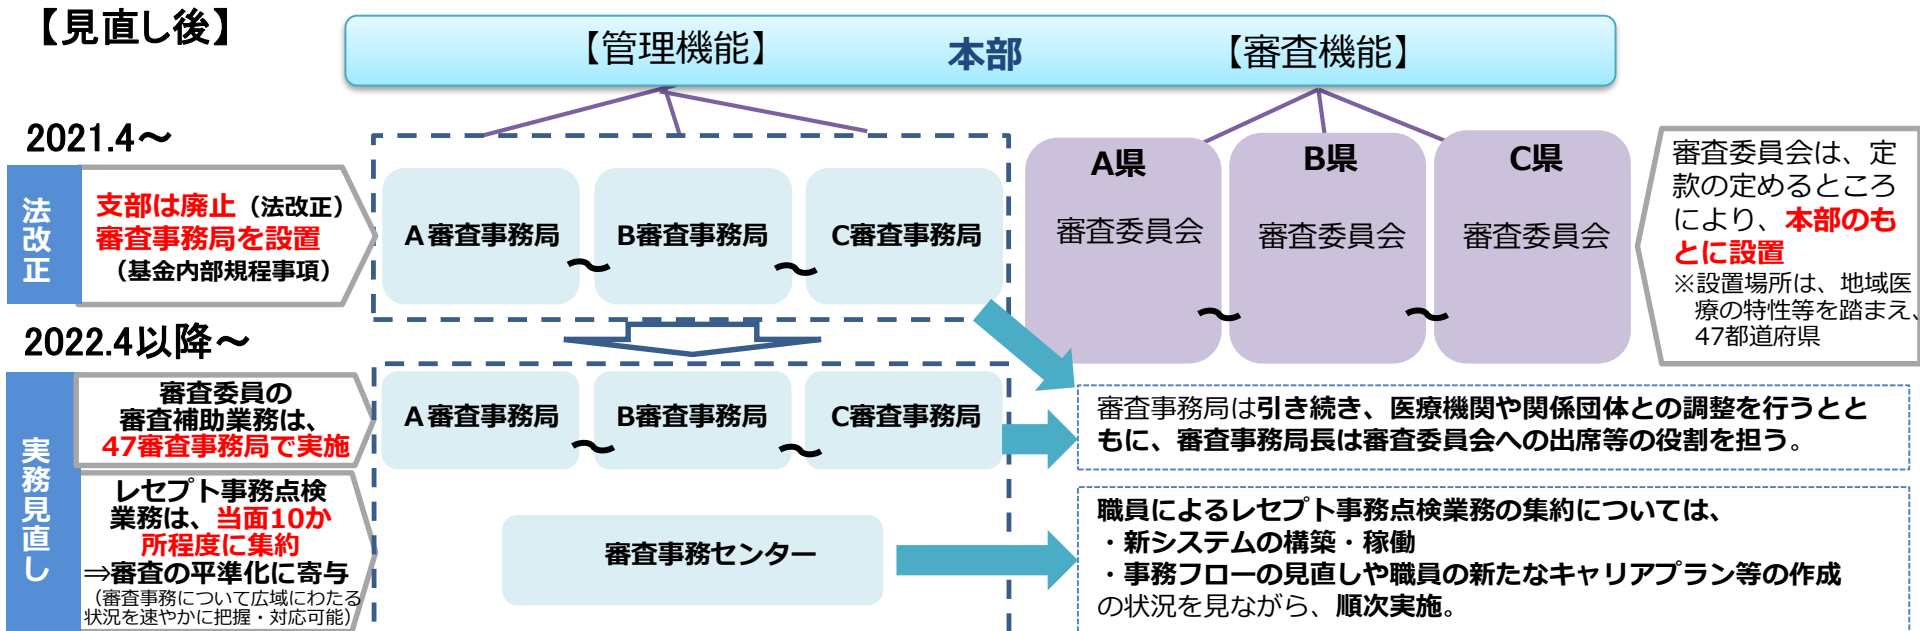 【見直し後】
【管理機能】 本部 【審査機能】
2021.4～
法改正
支部は廃止（法改正）
審査事務局を設置
（基金内部規程事項）
A審査事務局
B審査事務局
C審査事務局
～
～
A県
審査委員会
B県
審査委員会
C県
審査委員会
～
～
審査委員会は、定
款の定めるところ
により、本部のも
とに設置
※設置場所は、地域医
療の特性等を踏まえ、
47都道府県
2022.4以降～
実務見直し
審査委員の
審査補助業務は、
47審査事務局で実施
レセプト事務点検
業務は、当面10か
所程度に集約
⇒審査の平準化に寄与
（審査事務について広域にわたる
状況を速やかに把握・対応可能）
A審査事務局
B審査事務局
C審査事務局
～
～
審査事務センター
審査事務局は引き続き、医療機関や関係団体との調整を行うとと
もに、審査事務局長は審査委員会への出席等の役割を担う。
職員によるレセプト事務点検業務の集約については、
・新システムの構築・稼働
・事務フローの見直しや職員の新たなキャリアプラン等の作成
の状況を見ながら、順次実施。